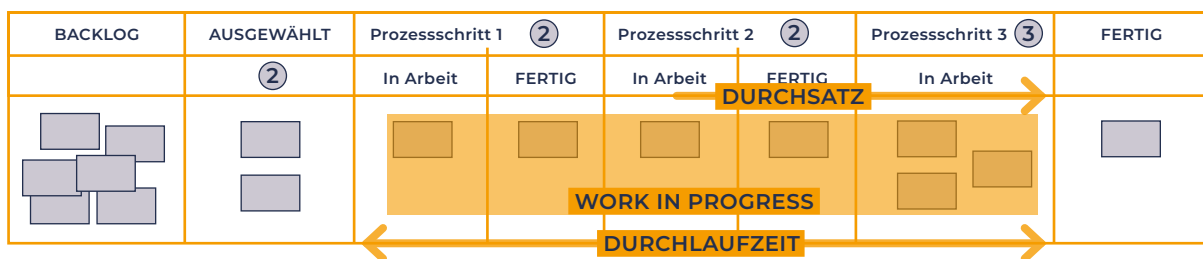 BACKLOG AUSGEWÄHLT Prozessschritt 1 2 Prozessschritt 2 2 Prozessschritt 3 3 FERTIG
2 In Arbeit FERTIG In Arbeit FERTIG In Arbeit
DURCHSATZ
WORK IN PROGRESS
DURCHLAUFZEIT